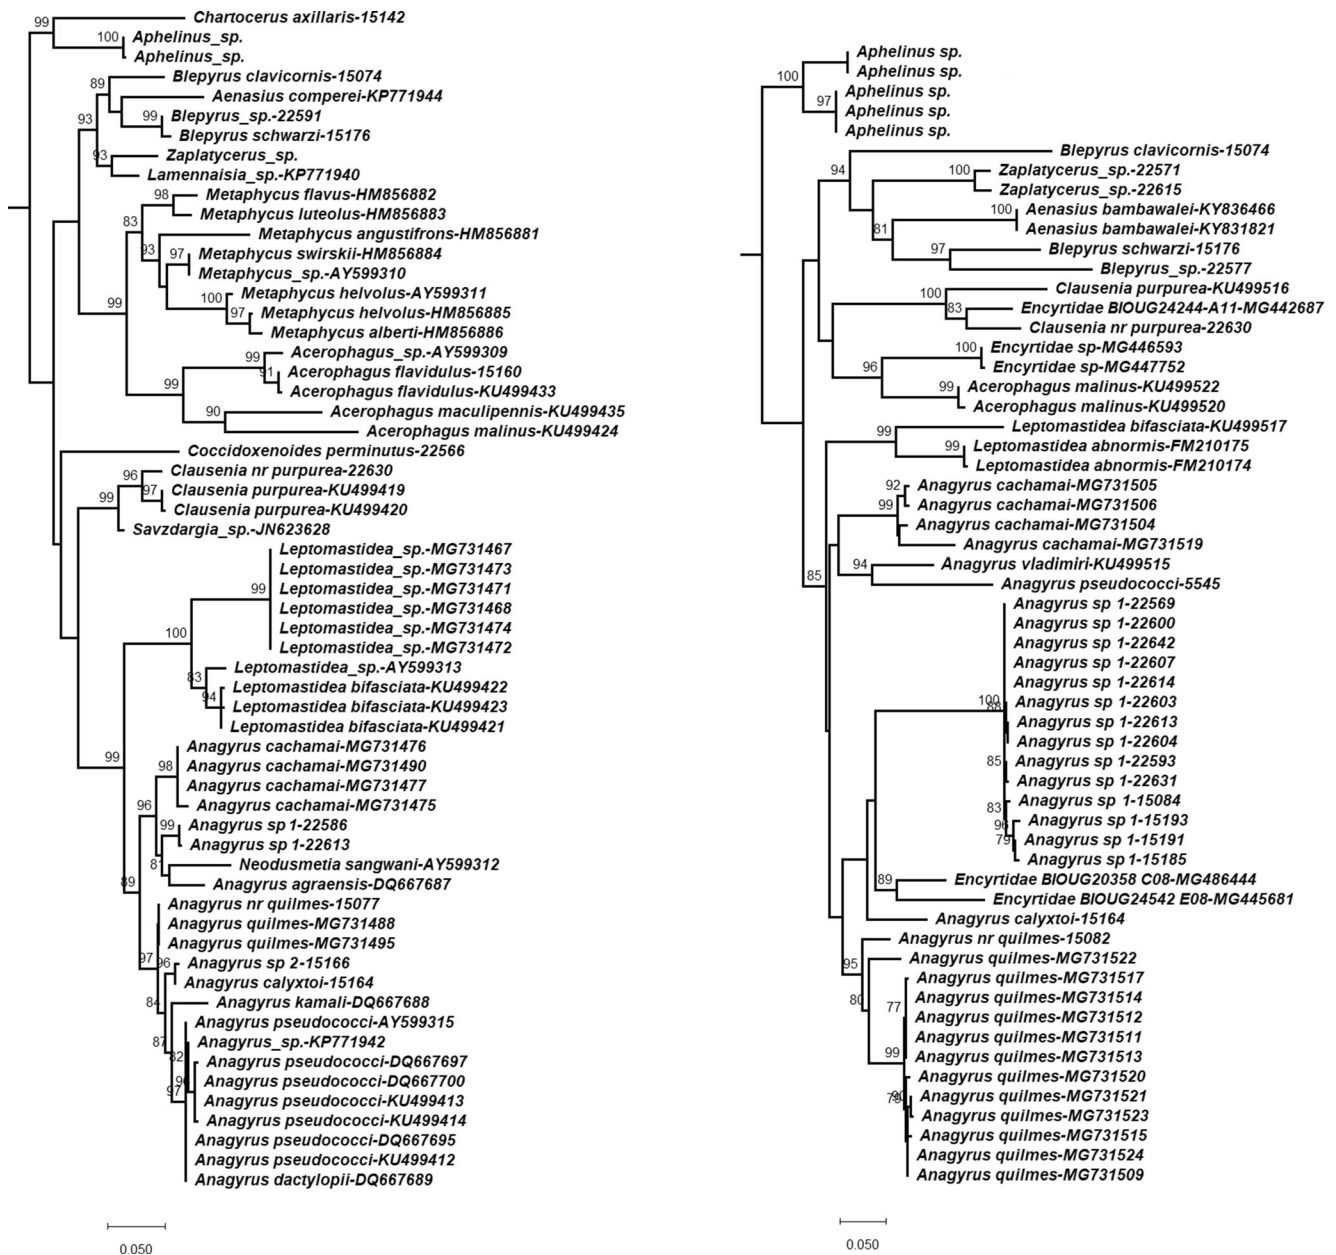 99
Chartocerus axillaris-15142
100
Aphelinus_sp.
Aphelinus_sp.
89
Blepyrus clavicornis-15074
Aenasius comperei-KP771944
93
99
Blepyrus_sp.-22591
Blepyrus schwarzi-15176
93
Zaplatycerus_sp.
Lamennaisia_sp.-KP771940
98
Metaphycus flavus-HM856882
Metaphycus luteolus-HM856883
83
Metaphycus angustifrons-HM856881
93
97
Metaphycus swirskii-HM856884
Metaphycus_sp.-AY599310
99
100
Metaphycus helvolus-AY599311
97
Metaphycus helvolus-HM856885
Metaphycus alberti-HM856886
99
Acerophagus_sp.-AY599309
91
Acerophagus flavidulus-15160
99
Acerophagus flavidulus-KU499433
90
Acerophagus maculipennis-KU499435
Acerophagus malinus-KU499424
Coccidoxenoides perminutus-22566
96
Clausenia nr purpurea-22630
97
Clausenia purpurea-KU499419
99
Clausenia purpurea-KU499420
Savzdargia_sp.-JN623628
Leptomastidea_sp.-MG731467
Leptomastidea_sp.-MG731473
99
Leptomastidea_sp.-MG731471
Leptomastidea_sp.-MG731468
100
Leptomastidea_sp.-MG731474
Leptomastidea_sp.-MG731472
83
Leptomastidea_sp.-AY599313
94
Leptomastidea bifasciata-KU499422
Leptomastidea bifasciata-KU499423
Leptomastidea bifasciata-KU499421
99
Anagyrus cachamai-MG731476
98
Anagyrus cachamai-MG731490
Anagyrus cachamai-MG731477
96
Anagyrus cachamai-MG731475
99
Anagyrus sp 1-22586
Anagyrus sp 1-22613
81
Neodusmetia sangwani-AY599312
89
Anagyrus agraensis-DQ667687
Anagyrus nr quilmes-15077
Anagyrus quilmes-MG731488
Anagyrus quilmes-MG731495
97
96
Anagyrus sp 2-15166
Anagyrus calyxtoi-15164
84
Anagyrus kamali-DQ667688
Anagyrus pseudococci-AY599315
87
Anagyrus_sp.-KP771942
82
Anagyrus pseudococci-DQ667697
Anagyrus pseudococci-DQ667700
97
Anagyrus pseudococci-KU499413
Anagyrus pseudococci-KU499414
Anagyrus pseudococci-DQ667695
Anagyrus pseudococci-KU499412
Anagyrus dactylopii-DQ667689
0.050
Aphelinus sp.
100
Aphelinus sp.
97
Aphelinus sp.
Aphelinus sp.
Aphelinus sp.
94
Blepyrus clavicornis-15074
100
Zaplatycerus_sp.-22571
Zaplatycerus_sp.-22615
100
Aenasius bambawalei-KY836466
81
Aenasius bambawalei-KY831821
97
Blepyrus schwarzi-15176
Blepyrus_sp.-22577
100
Clausenia purpurea-KU499516
83
Encyrtidae BIOUG24244-A11-MG442687
Clausenia nr purpurea-22630
100
Encyrtidae sp-MG446593
96
Encyrtidae sp-MG447752
99
Acerophagus malinus-KU499522
Acerophagus malinus-KU499520
99
Leptomastidea bifasciata-KU499517
99
Leptomastidea abnormis-FM210175
Leptomastidea abnormis-FM210174
92
Anagyrus cachamai-MG731505
99
Anagyrus cachamai-MG731506
Anagyrus cachamai-MG731504
Anagyrus cachamai-MG731519
94
Anagyrus vladimiri-KU499515
85
Anagyrus pseudococci-5545
Anagyrus sp 1-22569
Anagyrus sp 1-22600
Anagyrus sp 1-22642
Anagyrus sp 1-22607
Anagyrus sp 1-22614
100
88
Anagyrus sp 1-22603
Anagyrus sp 1-22613
Anagyrus sp 1-22604
85
Anagyrus sp 1-22593
Anagyrus sp 1-22631
83
Anagyrus sp 1-15084
96
Anagyrus sp 1-15193
79
Anagyrus sp 1-15191
Anagyrus sp 1-15185
89
Encyrtidae BIOUG20358 C08-MG486444
Encyrtidae BIOUG24542 E08-MG445681
Anagyrus calyxtoi-15164
Anagyrus nr quilmes-15082
95
Anagyrus quilmes-MG731522
Anagyrus quilmes-MG731517
80
77
Anagyrus quilmes-MG731514
Anagyrus quilmes-MG731512
Anagyrus quilmes-MG731511
99
Anagyrus quilmes-MG731513
Anagyrus quilmes-MG731520
Anagyrus quilmes-MG731521
Anagyrus quilmes-MG731523
Anagyrus quilmes-MG731515
Anagyrus quilmes-MG731524
Anagyrus quilmes-MG731509
0.050